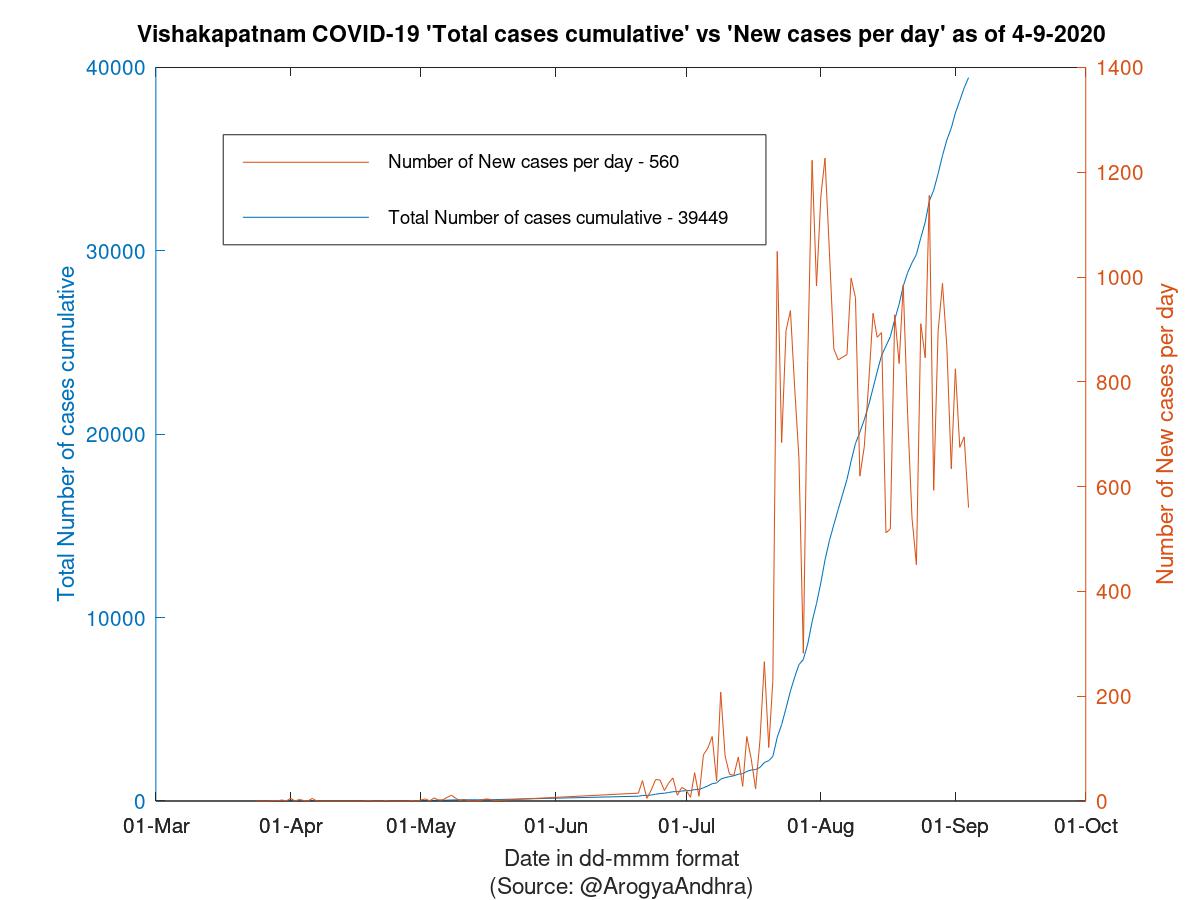 Vishakapatnam COVID-19 'Total cases cumulative' vs 'New cases per day' as of 4-9-2020
40000
30000
20000
10000
0
Total Number of cases cumulative
Number of New cases per day - 560
Total Number of cases cumulative - 39449
1400
1200
1000
800
600
400
200
0
Number of New cases per day
01-Mar 01-Apr 01-May 01-Jun 01-Jul 01-Aug 01-Sep 01-Oct
Date in dd-mmm format
(Source: @ArogyaAndhra)